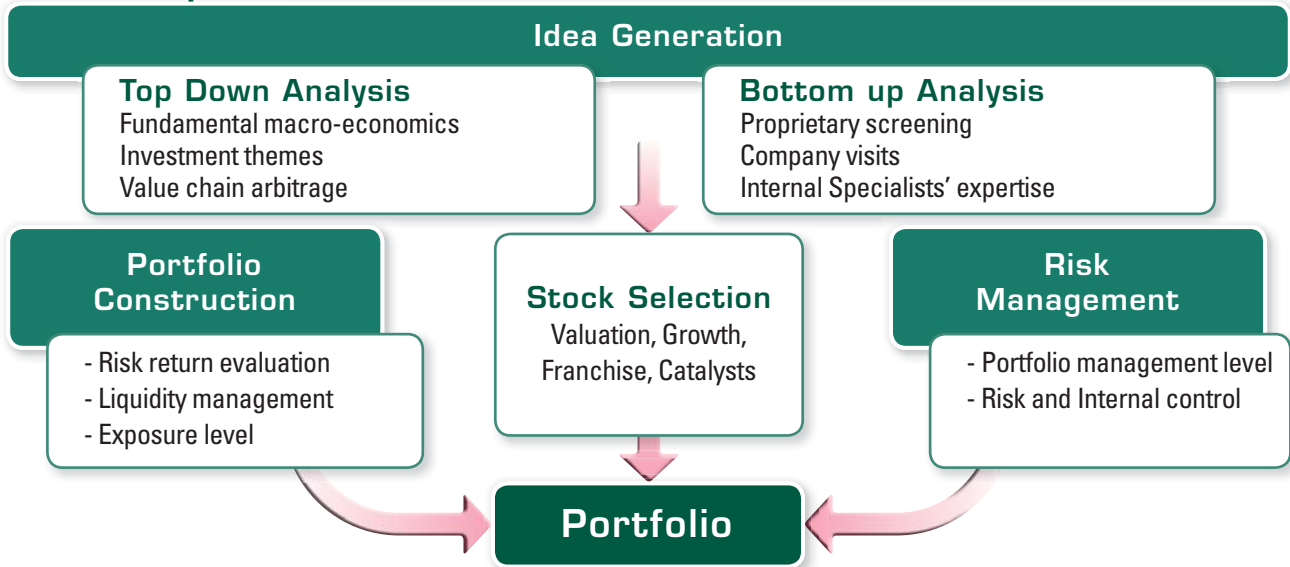 Idea Generation
Top Down Analysis
Fundamental macro-economics
Investment themes
Value chain arbitrage
Bottom up Analysis
Proprietary screening
Company visits
Internal Specialists’ expertise
Portfolio
Construction
- Risk return evaluation
- Liquidity management
- Exposure level
Stock Selection
Valuation, Growth,
Franchise, Catalysts
Risk
Management
- Portfolio management level
- Risk and Internal control
Portfolio